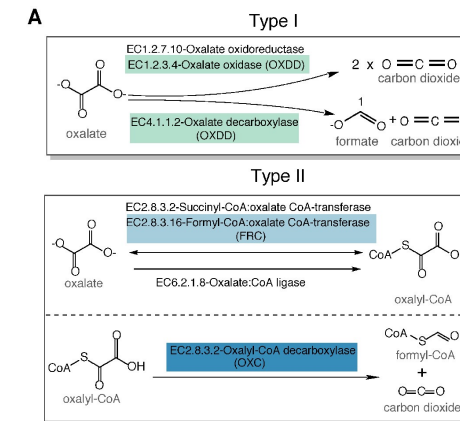 A
Type I
EC1.2.7.10-Oxalate oxidoreductase
EC1.2.3.4-Oxalate oxidase (OXDD)
2 x O=C=O
carbon dioxide
-O
O
O
O-
oxalate
EC4.1.1.2-Oxalate decarboxylase
(OXDD)
1
-O
O
+ O=C=
formate
carbon
Type II
EC2.8.3.2-Succinyl-CoA:oxalate CoA-transferase
EC2.8.3.16-Formyl-CoA:oxalate CoA-transferase
(FRC)
-O
O
O
O-
oxalate
EC6.2.1.8-Oxalate:CoA ligase
CoA
S
O
O
O
oxalyl-CoA
CoA
S
O
O
OH
oxalyl-CoA
EC2.8.3.2-Oxalyl-CoA decarboxylase
(OXC)
CoA
S
O
formyl-CoA
+
O=C=O
carbon dioxide